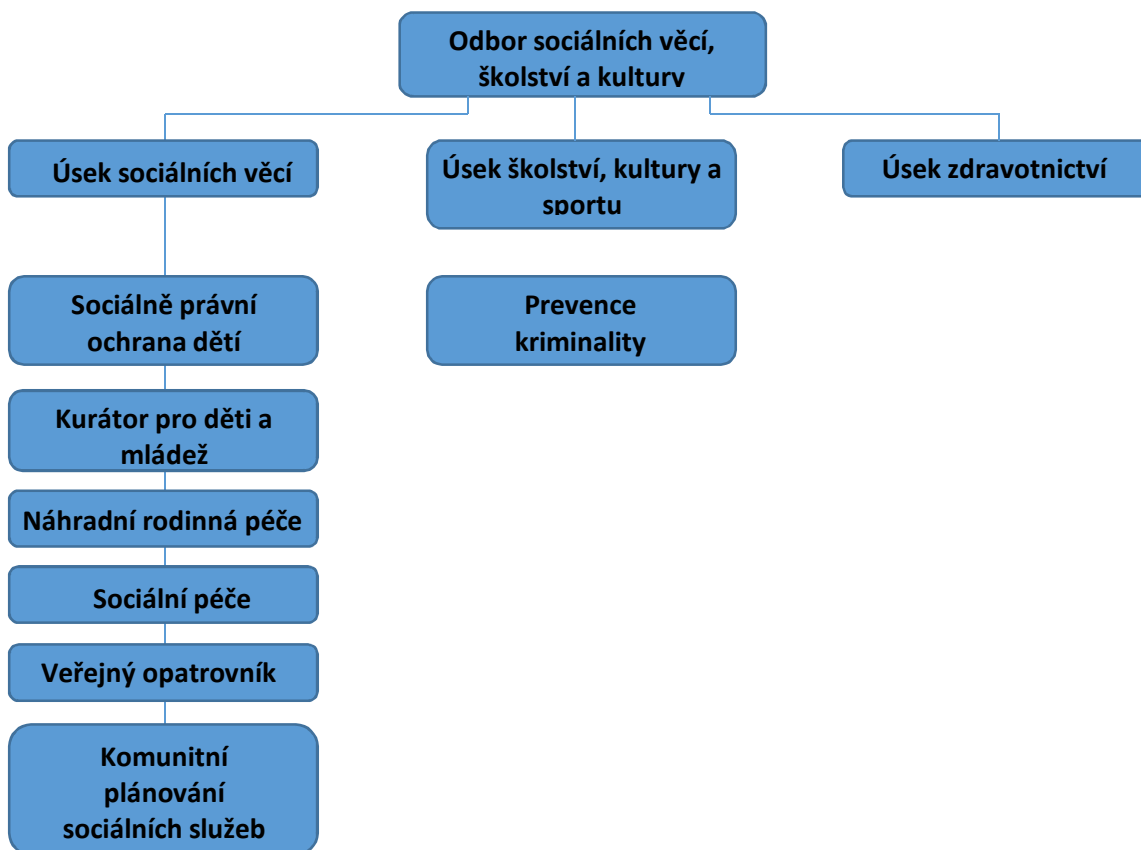 Odbor sociálních věcí,
školství a kultury
Úsek sociálních věcí
Úsek školství, kultury a
sportu
Úsek zdravotnictví
Sociálně právní
ochrana dětí
Prevence
kriminality
Kurátor pro děti a
mládež
Náhradní rodinná péče
Sociální péče
Veřejný opatrovník
Komunitní
plánování
sociálních služeb